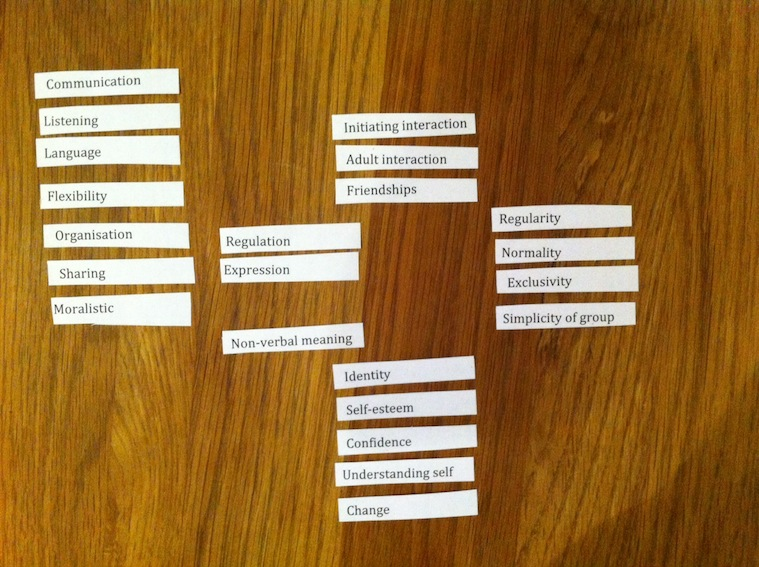 Communication
Listening
Language
Flexibility
Organisation
Sharing
Moralistic
Regulation
Expression
Non-verbal meaning
Initiating interaction
Adult interaction
Friendships
Identity
Self-esteem
Confidence
Understanding self
Change
Regularity
Normality
Exclusivity
Simplicity of group